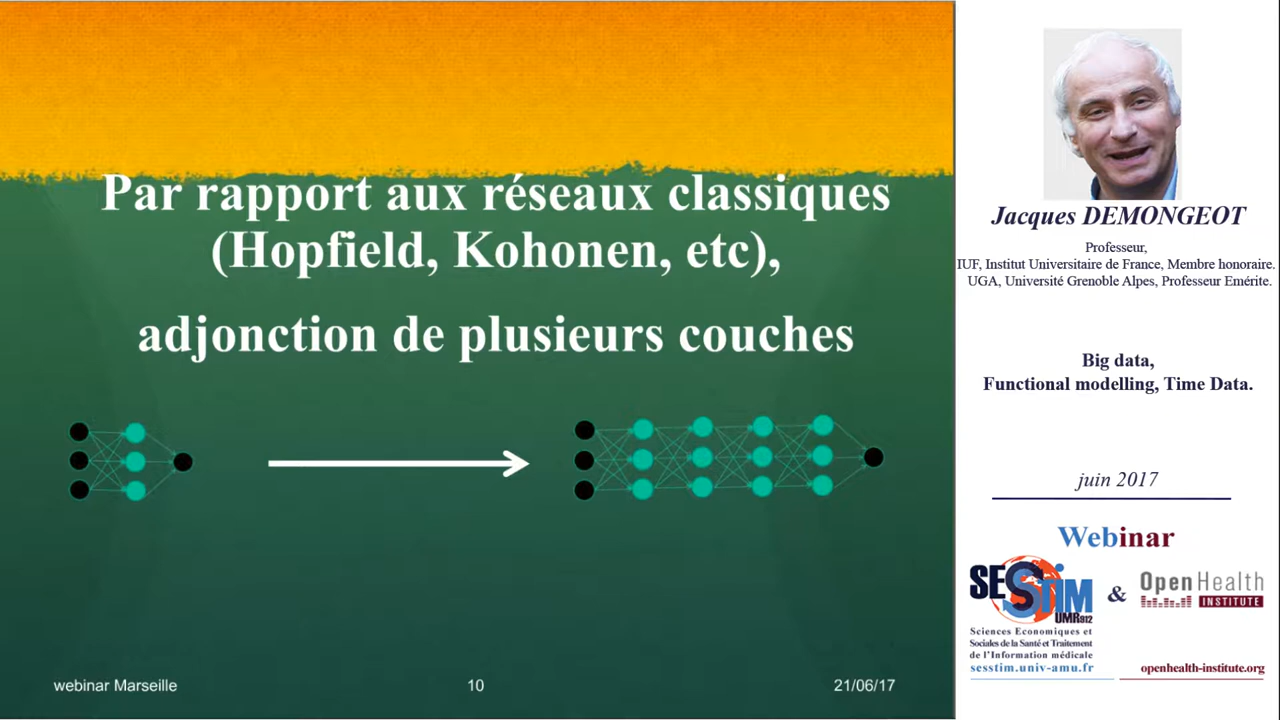 Par rapport aux réseaux classiques
(Hopfield, Kohonen, etc),
adjonction de plusieurs couches
webinar Marseille
10
21/06/17
Jacques DEMONGEOT
Professeur,
IUF, Institut Universitaire de France, Membre honoraire.
UGA, Université Grenoble Alpes, Professeur Emérite.
Big data,
Functional modelling, Time Data.
juin 2017
Webinar
SESSTIM
UMR912
Sciences Economiques et
Sociales de la Santé et Traitement
de l'Information médicale
sesstim.univ-amu.fr
&
Open Health
INSTITUTE
openhealth-institute.org